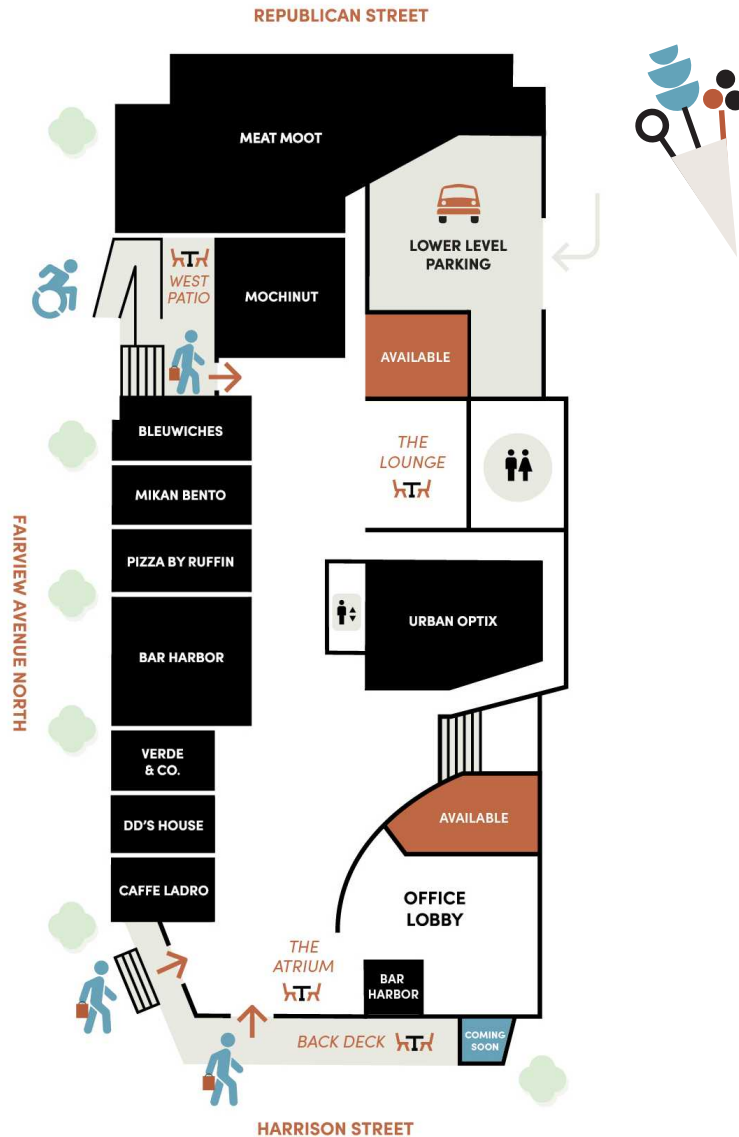 REPUBLICAN STREET
MEAT MOOT
LOWER LEVEL
PARKING
WEST
PATIO
MOCHINUT
AVAILABLE
BLEUWICHES
THE
LOUNGE
MIKAN BENTO
FAIRVIEW AVENUE NORTH
PIZZA BY RUFFIN
URBAN OPTIX
BAR HARBOR
VERDE
& CO.
DD'S HOUSE
AVAILABLE
CAFFE LADRO
OFFICE
LOBBY
THE
ATRIUM
BAR
HARBOR
BACK DECK
COMING
SOON
HARRISON STREET